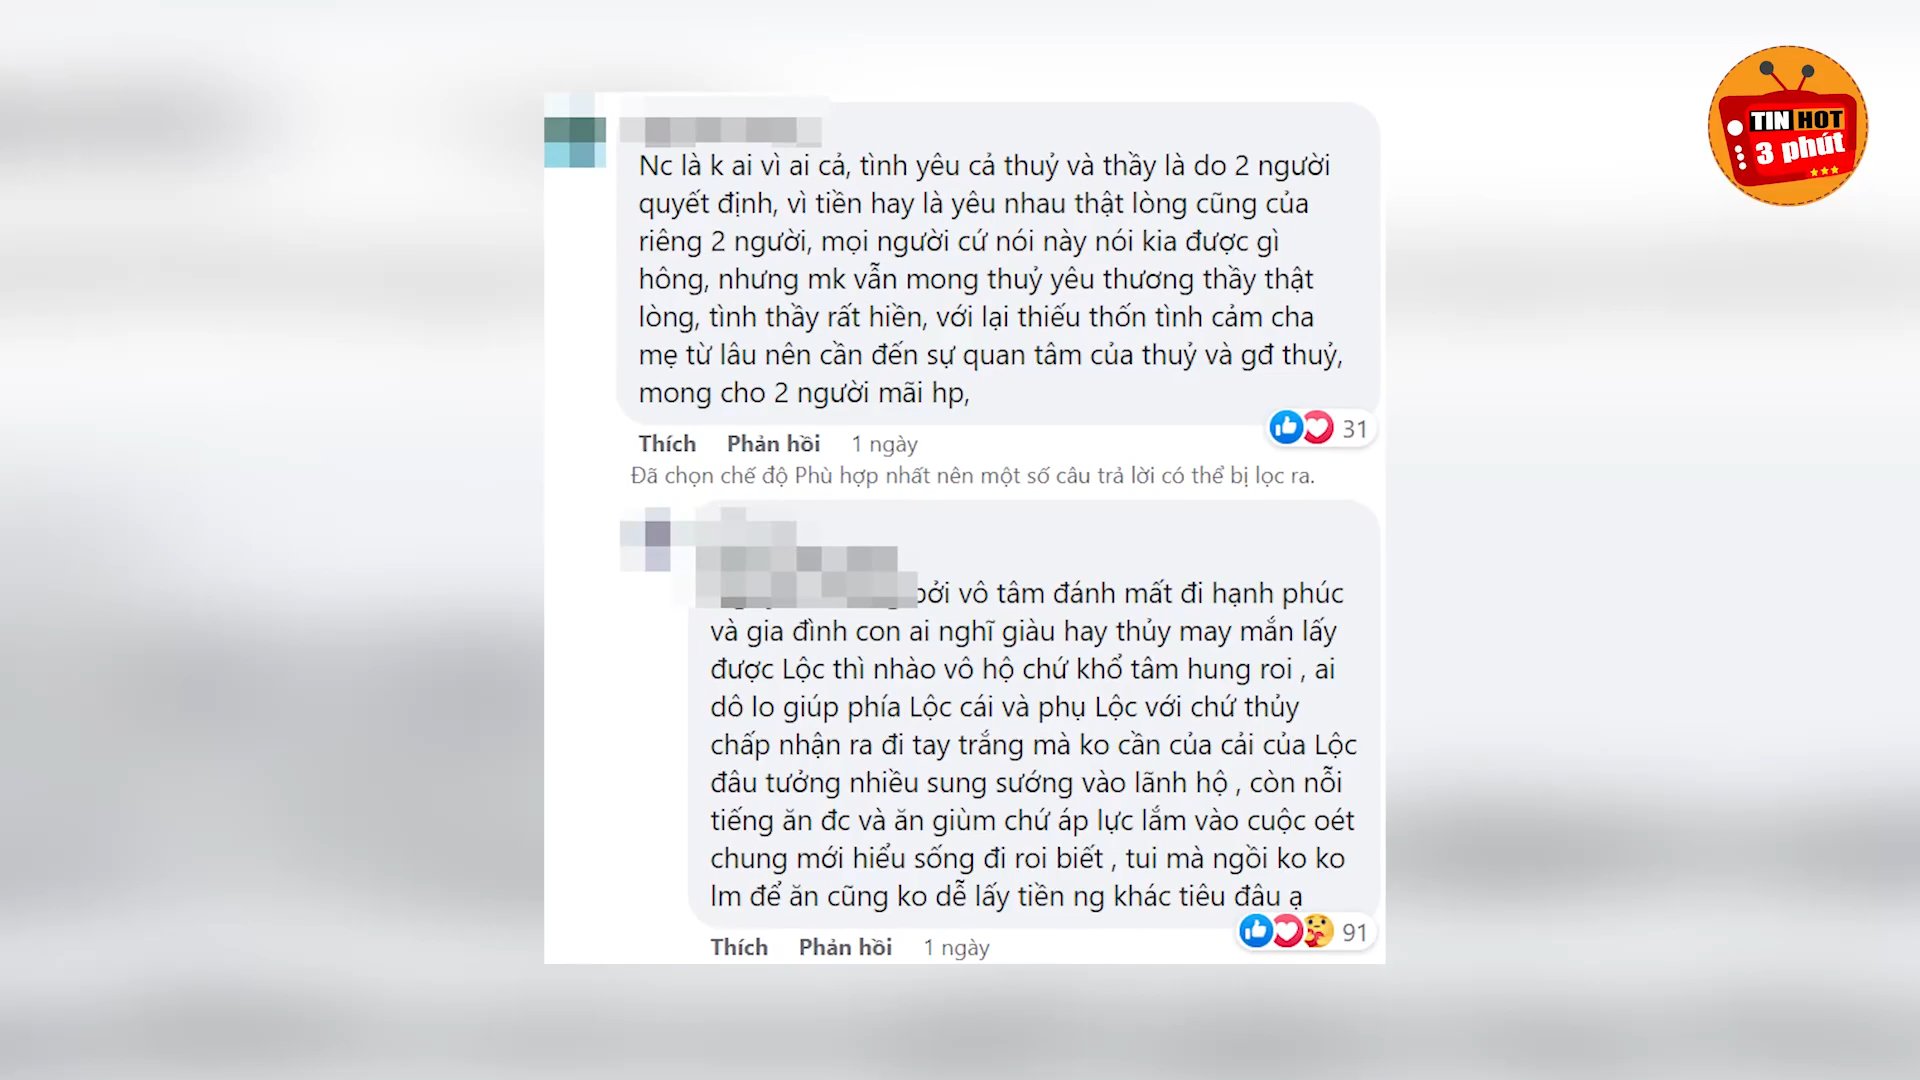 TIN HOT
3 phút
Nc là k ai vì ai cả, tình yêu cả thuỷ và thầy là do 2 người
quyết định, vì tiền hay là yêu nhau thật lòng cũng của
riêng 2 người, mọi người cứ nói này nói kia được gì
hông, nhưng mk vẫn mong thuỷ yêu thương thầy thật
lòng, tình thầy rất hiền, với lại thiếu thốn tình cảm cha
mẹ từ lâu nên cần đến sự quan tâm của thuỷ và gđ thuỷ,
mong cho 2 người mãi hp,
31
Thích Phản hồi 1 ngày
Đã chọn chế độ Phù hợp nhất nên một số câu trả lời có thể bị lọc ra.
bởi vô tâm đánh mất đi hạnh phúc
và gia đình con ai nghĩ giàu hay thủy may mắn lấy
được Lộc thì nhào vô hộ chứ khổ tâm hung roi , ai
dô lo giúp phía Lộc cái và phụ Lộc với chứ thủy
chấp nhận ra đi tay trắng mà ko cần của cải của Lộc
đâu tưởng nhiều sung sướng vào lãnh hộ , còn nỗi
tiếng ăn đc và ăn giùm chứ áp lực lắm vào cuộc oét
chung mới hiểu sống đi roi biết , tui mà ngồi ko ko
lm để ăn cũng ko dễ lấy tiền ng khác tiêu đâu ạ
91
Thích Phản hồi 1 ngày